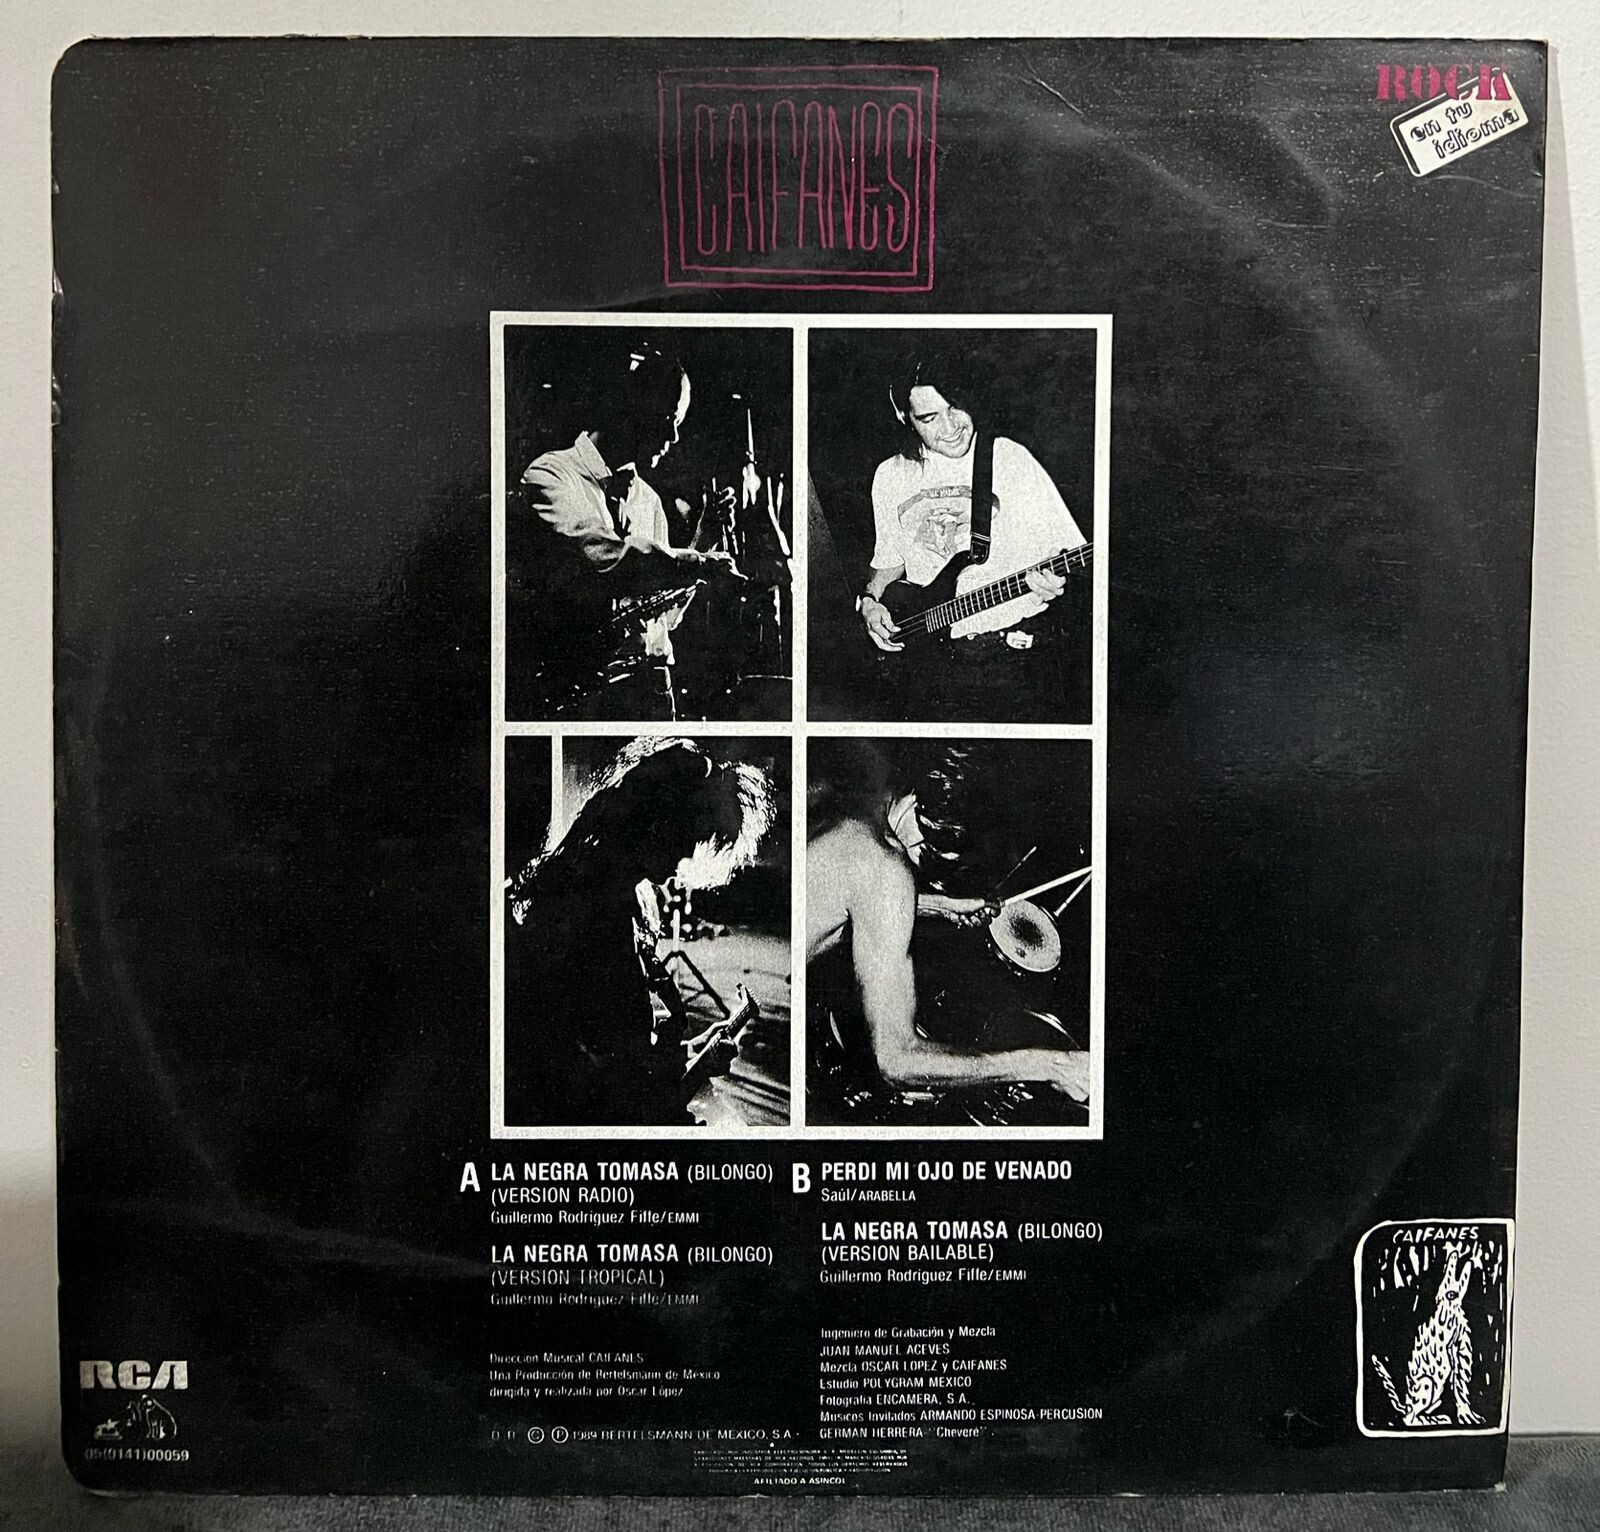 CAIFANES
ROCK
en tu
idioma
A LA NEGRA TOMASA (BILONGO)
(VERSION RADIO)
Guillermo Rodriguez Fiffe/EMMI
LA NEGRA TOMASA (BILONGO)
(VERSION TROPICAL)
Guillermo Rodriguez Fiffe/EMMI
Dirección Musical CAIFANES
Una Producción de Bertelsmann de México
dirigida y realizada por Oscar López
B PERDI MI OJO DE VENADO
Saúl/ARABELLA
LA NEGRA TOMASA (BILONGO)
(VERSION BAILABLE)
Guillermo Rodriguez Fiffe/EMMI
Ingeniero de Grabación y Mezcla
JUAN MANUEL ACEVES
Mezcla OSCAR LOPEZ y CAIFANES
Estudio POLYGRAM MEXICO
Fotografía ENCAMERA, S.A.
Musicos Invitados ARMANDO ESPINOSA-PERCUSION
GERMAN HERRERA "Cheveré".
CAIFANES
RCA
05(0141)00059
D. R. © ℗ 1989 BERTELSMANN DE MEXICO, S.A.
AFILIADO A ASINCOL